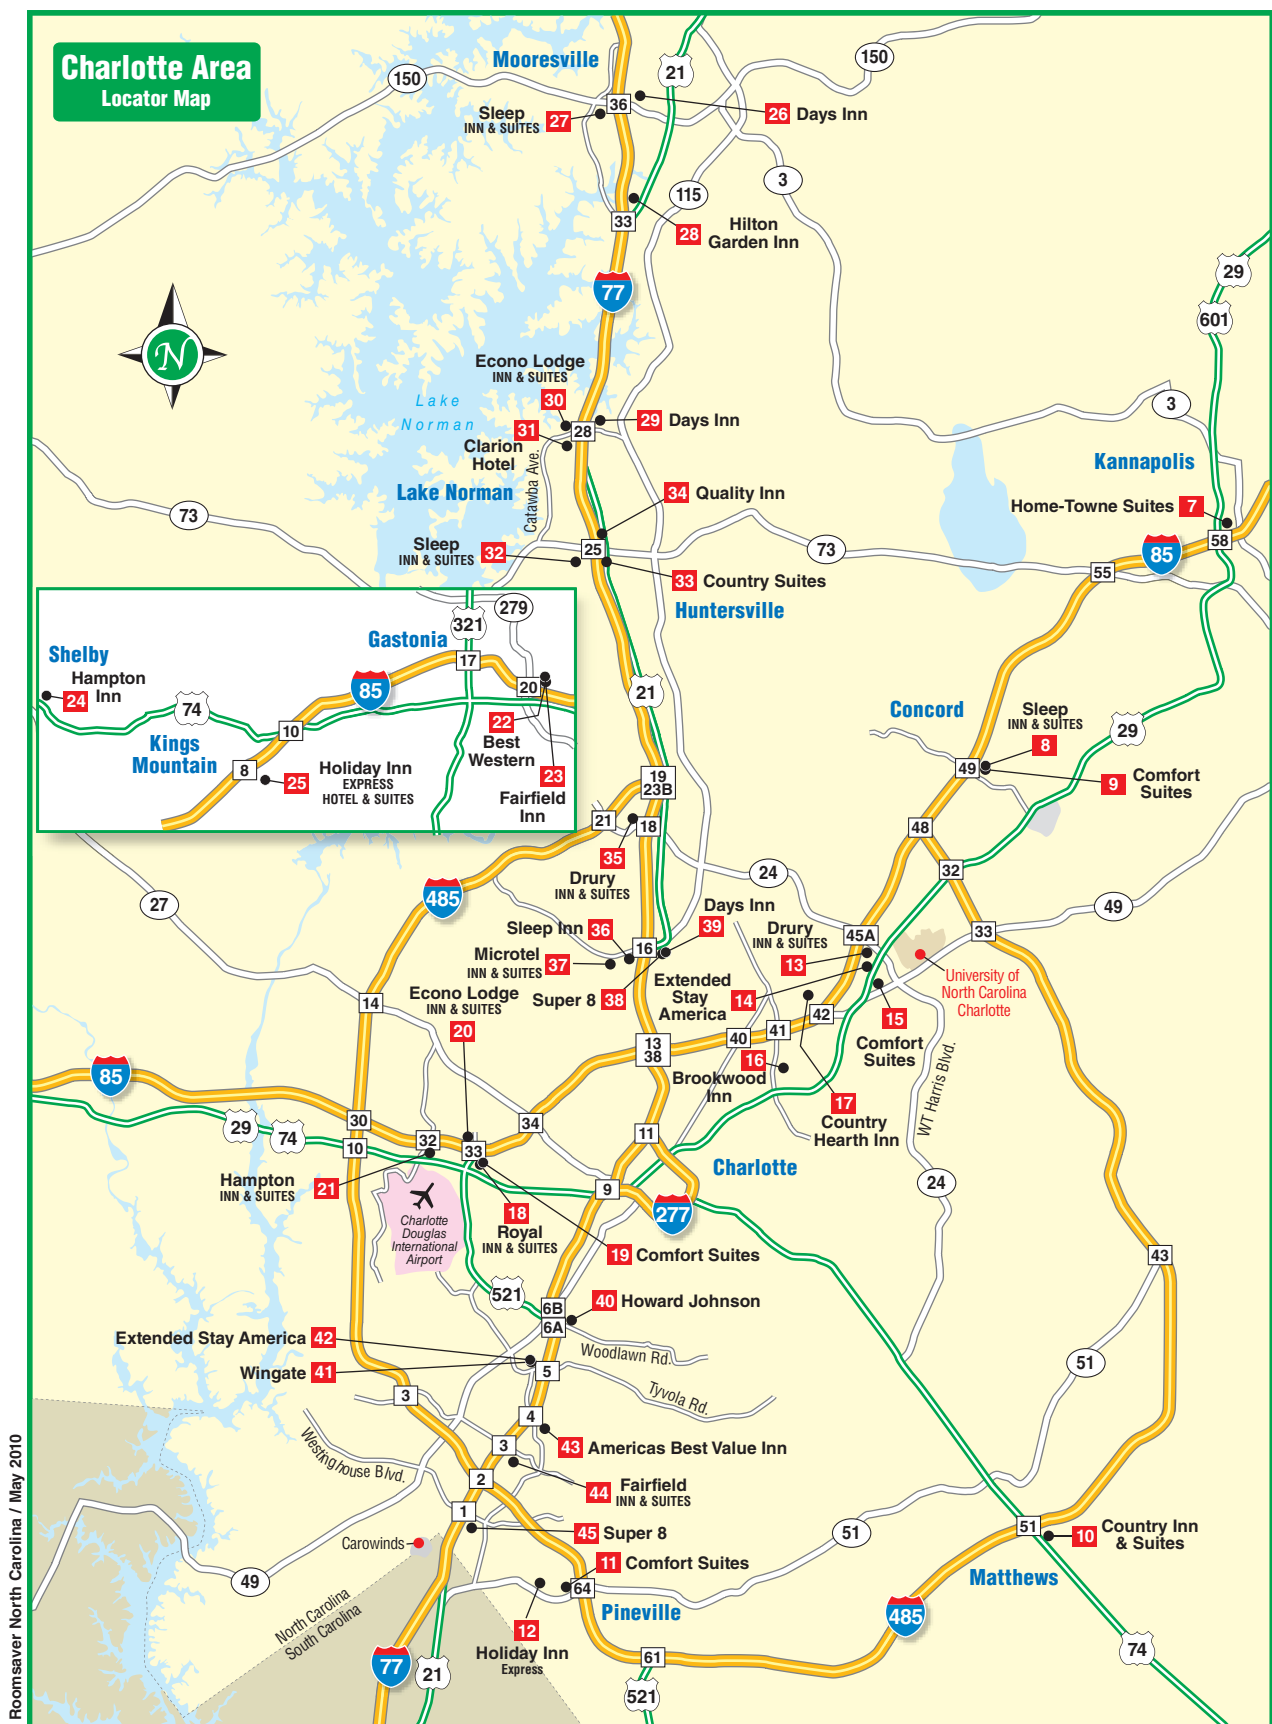 Charlotte Area
Locator Map
Mooresville
150
21
150
36
Sleep
INN & SUITES
27
26
Days Inn
115
3
33
28
Hilton
Garden Inn
77
29
601
N
Econo Lodge
INN & SUITES
30
Lake
Norman
31
28
29
Days Inn
Clarion
Hotel
Catawba Ave.
3
Kannapolis
Lake Norman
34
Quality Inn
Home-Towne Suites
7
73
Sleep
INN & SUITES
32
25
73
58
85
55
33
Country Suites
Huntersville
279
321
Gastonia
17
Shelby
Hampton
Inn
24
85
20
74
22
Best
Western
10
Kings
Mountain
8
25
Holiday Inn
EXPRESS
HOTEL & SUITES
23
Fairfield
Inn
21
Concord
Sleep
INN & SUITES
8
29
49
9
Comfort
Suites
19
23B
21
18
48
35
Drury
INN & SUITES
24
32
485
27
49
Days Inn
39
Sleep Inn
36
Drury
INN & SUITES
13
45A
33
16
Microtel
INN & SUITES
37
Super 8
38
Extended
Stay
America
14
University of
North Carolina
Charlotte
Econo Lodge
INN & SUITES
20
14
42
15
Comfort
Suites
41
40
13
38
16
Brookwood
Inn
WT Harris Blvd.
85
17
Country
Hearth Inn
30
34
29
74
32
11
10
33
Charlotte
Hampton
INN & SUITES
21
9
24
Charlotte
Douglas
International
Airport
18
Royal
INN & SUITES
277
19
Comfort Suites
43
521
6B
6A
40
Howard Johnson
Extended Stay America
42
Woodlawn Rd.
Wingate
41
5
51
Tyvola Rd.
3
4
43
Americas Best Value Inn
3
Westinghouse Blvd.
2
44
Fairfield
INN & SUITES
1
45
Super 8
51
51
10
Country Inn
& Suites
Carowinds
11
Comfort Suites
49
64
Matthews
12
Holiday Inn
Express
Pineville
485
North Carolina
South Carolina
61
74
77
21
521
Roomsaver North Carolina / May 2010